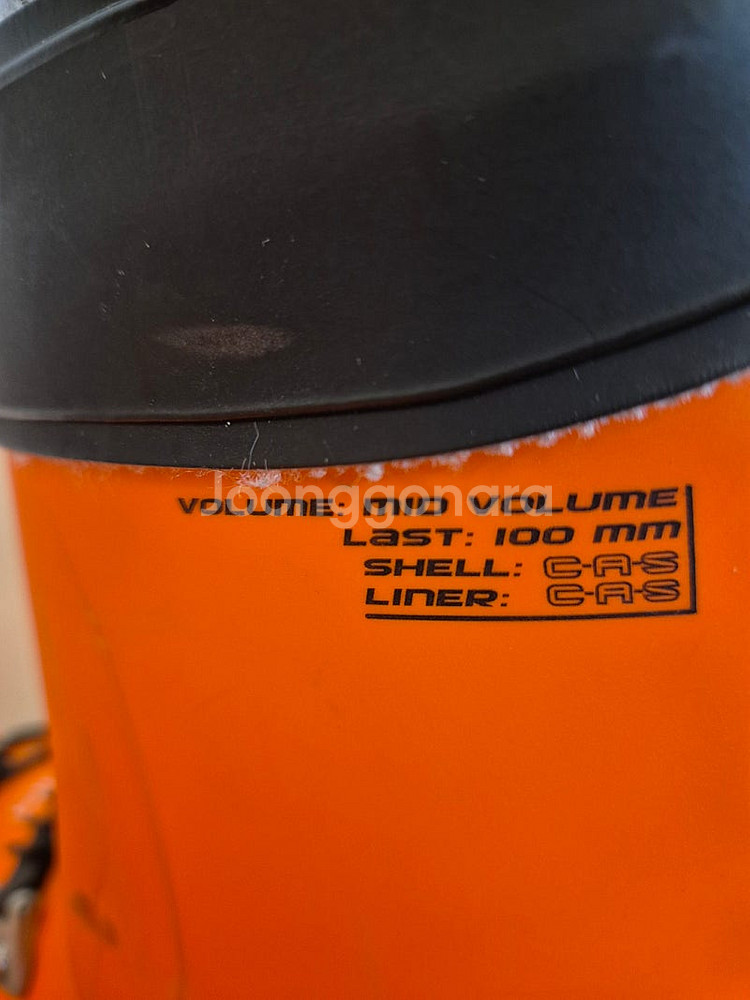 VOLUME: MID VOLUME
Joonggonara
LAST: 100 mm
SHELL: C-A-S
LINER: C-A-S